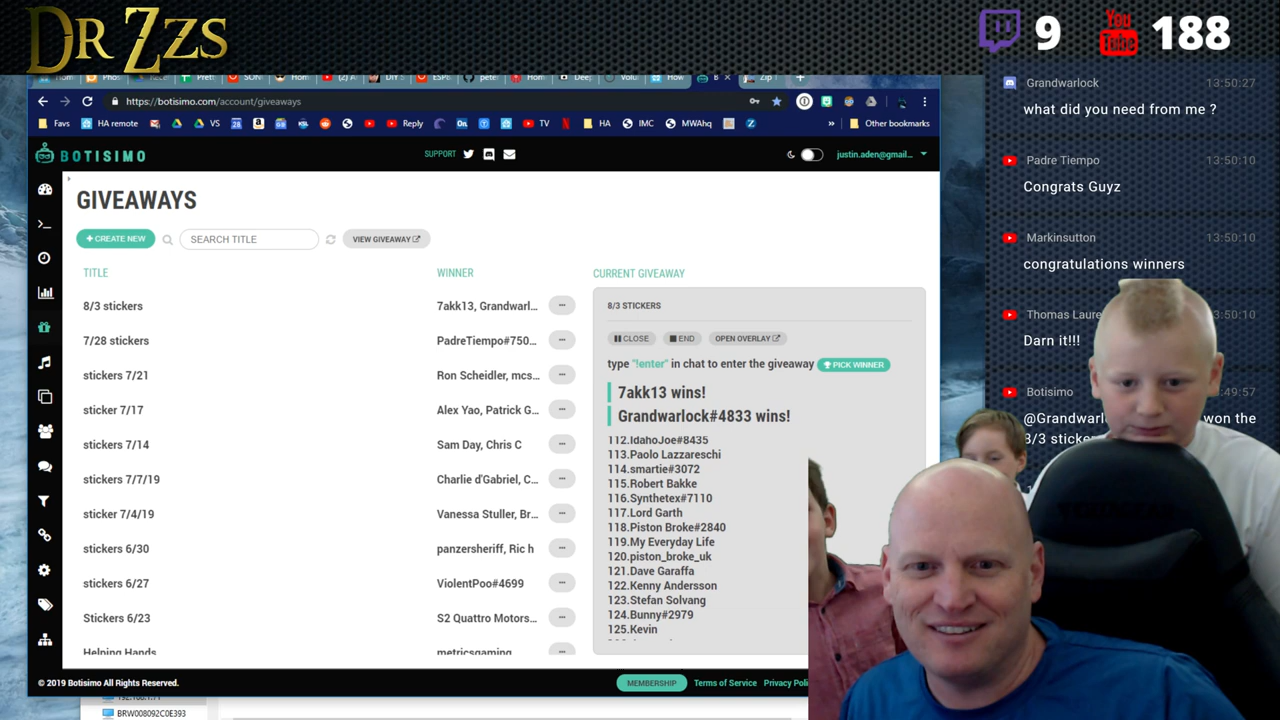 DR ZZS
9
You Tube 188
https://botisimo.com/account/giveaways
Favs HA remote VS Reply TV HA IMC MWAhq » Other bookmarks
BOTISIMO
SUPPORT
justin.aden@gmail...
GIVEAWAYS
+ CREATE NEW
SEARCH TITLE
VIEW GIVEAWAY
TITLE WINNER
8/3 stickers 7akk13, Grandwarl...
7/28 stickers PadreTiempo#750...
stickers 7/21 Ron Scheidler, mcs...
sticker 7/17 Alex Yao, Patrick G...
stickers 7/14 Sam Day, Chris C
stickers 7/7/19 Charlie d'Gabriel, C...
sticker 7/4/19 Vanessa Stuller, Br...
stickers 6/30 panzersheriff, Ric h
stickers 6/27 ViolentPoo#4699
Stickers 6/23 S2 Quattro Motors...
Helping Hands metricsgaming
CURRENT GIVEAWAY
8/3 STICKERS
CLOSE END OPEN OVERLAY
type "!enter" in chat to enter the giveaway PICK WINNER
7akk13 wins!
Grandwarlock#4833 wins!
112.IdahoJoe#8435
113.Paolo Lazzareschi
114.smartie#3072
115.Robert Bakke
116.Synthetex#7110
117.Lord Garth
118.Piston Broke#2840
119.My Everyday Life
120.piston_broke_uk
121.Dave Garaffa
122.Kenny Andersson
123.Stefan Solvang
124.Bunny#2979
125.Kevin
© 2019 Botisimo All Rights Reserved.
MEMBERSHIP Terms of Service Privacy Poli
BRW008092C0E393
Grandwarlock 13:50:27
what did you need from me ?
Padre Tiempo 13:50:10
Congrats Guyz
Markinsutton 13:50:10
congratulations winners
Thomas Laure 13:50:10
Darn it!!!
Botisimo :49:57
@Grandwarl won the
8/3 sticke